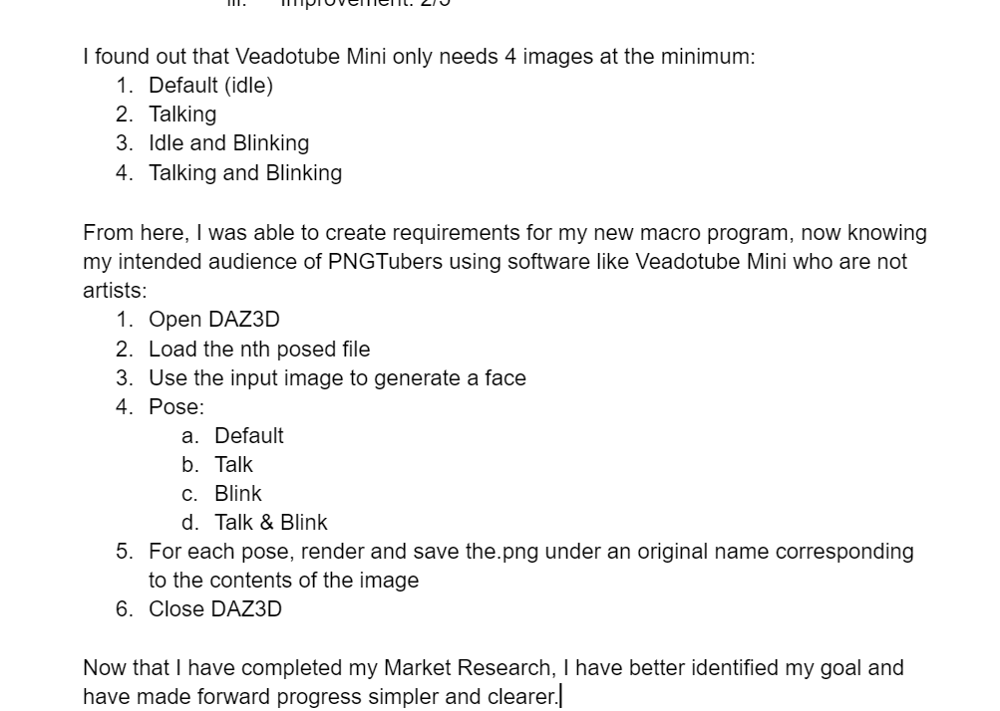 iii. Improvement: 2/5
I found out that Veadotube Mini only needs 4 images at the minimum:
1. Default (idle)
2. Talking
3. Idle and Blinking
4. Talking and Blinking
From here, I was able to create requirements for my new macro program, now knowing
my intended audience of PNGTubers using software like Veadotube Mini who are not
artists:
1. Open DAZ3D
2. Load the nth posed file
3. Use the input image to generate a face
4. Pose:
a. Default
b. Talk
c. Blink
d. Talk & Blink
5. For each pose, render and save the.png under an original name corresponding
to the contents of the image
6. Close DAZ3D
Now that I have completed my Market Research, I have better identified my goal and
have made forward progress simpler and clearer.